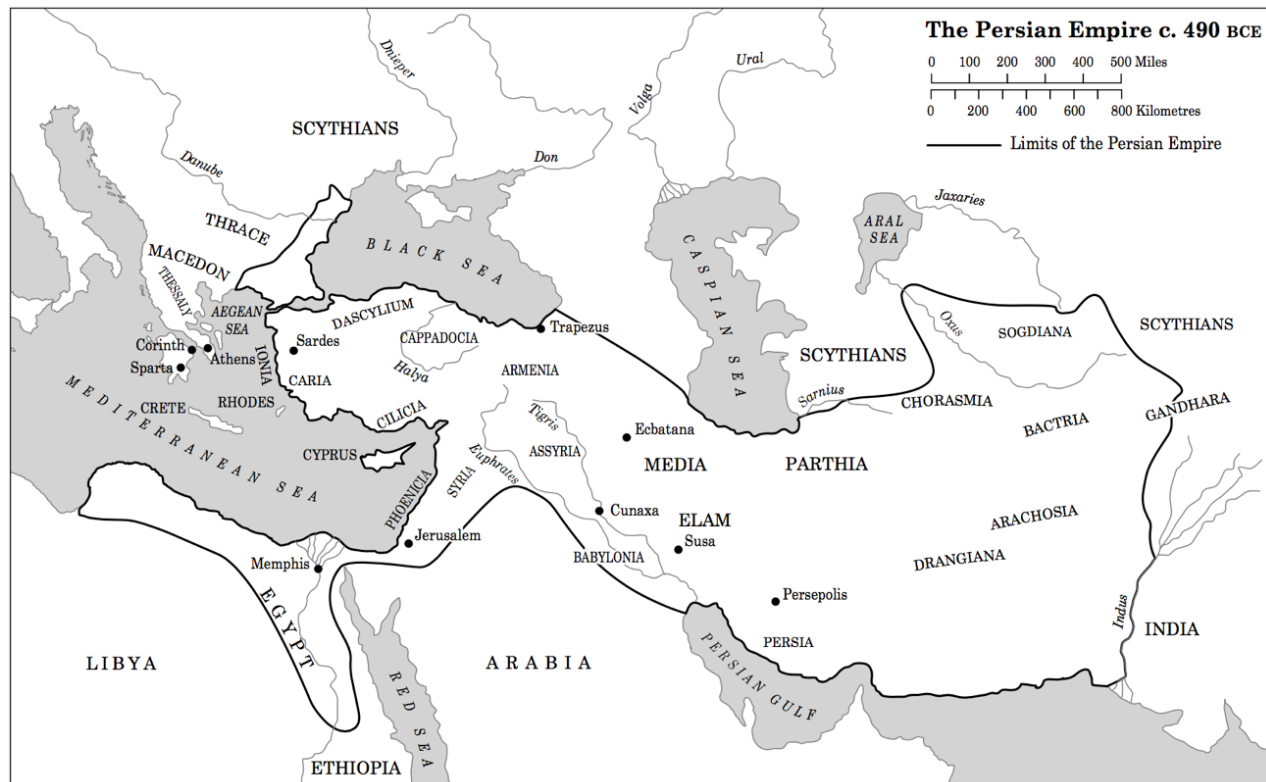 The Persian Empire c. 490 BCE
0 100 200 300 400 500 Miles
0 200 400 600 800 Kilometres
Limits of the Persian Empire
Dnieper
Volga
Ural
SCYTHIANS
Danube
Don
Jaxaries
ARAL
SEA
THRACE
BLACK SEA
CASPIAN SEA
MACEDON
THESSALY
AEGEAN
SEA
DASCYLIUM
Trapezus
Oxus
SOGDIANA
SCYTHIANS
Corinth
Athens
Sparta
IONIA
Sardes
CAPPADOCIA
Halya
SCYTHIANS
Sarnius
CARIA
ARMENIA
CHORASMIA
GANDHARA
BACTRIA
CRETE
RHODES
CILICIA
Tigris
Ecbatana
MEDITERRANEAN SEA
CYPRUS
SYRIA
Euphrates
ASSYRIA
MEDIA
PARTHIA
PHOENICIA
Cunaxa
ELAM
ARACHOSIA
Jerusalem
Susa
Memphis
BABYLONIA
DRANGIANA
Persepolis
EGYPT
Indus
INDIA
PERSIA
LIBYA
ARABIA
PERSIAN GULF
RED SEA
ETHIOPIA